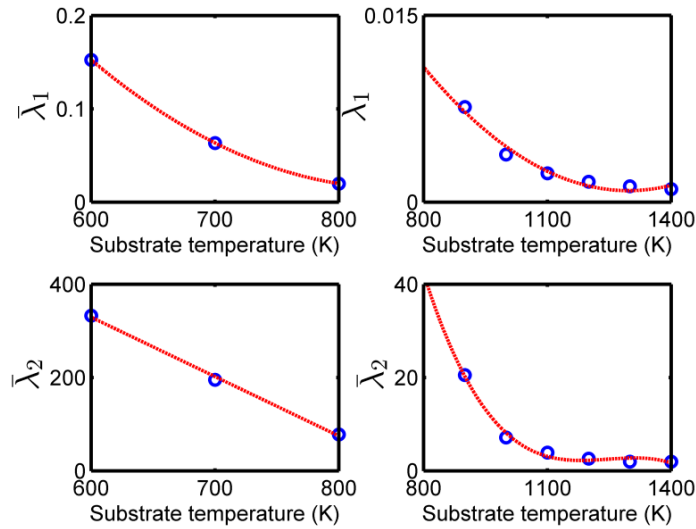 0.2
λ̄₁
0.1
0
600 700 800
Substrate temperature (K)
0.015
λ₁
0
800 1100 1400
Substrate temperature (K)
400
λ̄₂
200
0
600 700 800
Substrate temperature (K)
40
λ̄₂
20
0
800 1100 1400
Substrate temperature (K)